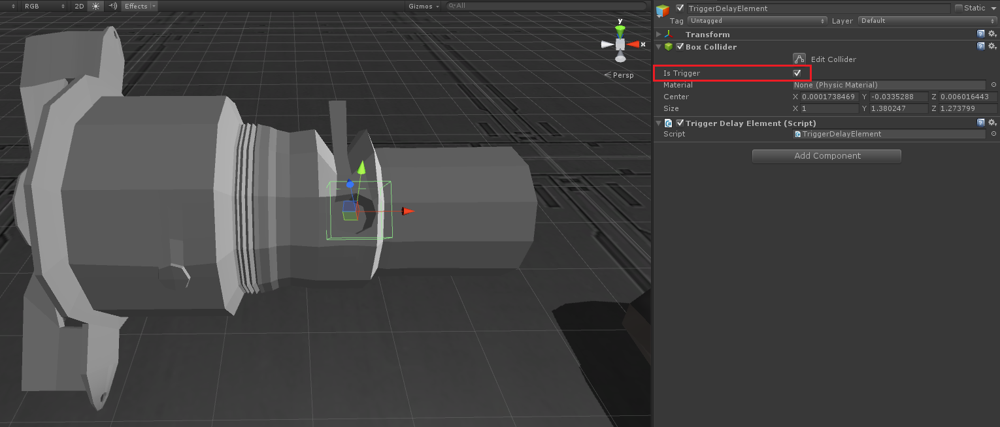 RGB 2D Effects Gizmos All
y
x
Persp
TriggerDelayElement Static
Tag Untagged Layer Default
Transform
Box Collider
Edit Collider
Is Trigger
Material None (Physic Material)
Center X 0.0001738469 Y -0.0335288 Z 0.006016443
Size X 1 Y 1.380247 Z 1.273799
Trigger Delay Element (Script)
Script TriggerDelayElement
Add Component